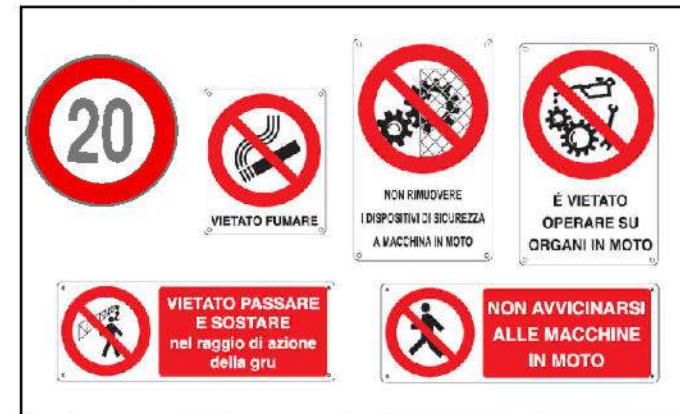 20
VIETATO FUMARE
NON RIMUOVERE
I DISPOSITIVI DI SICUREZZA
A MACCHINA IN MOTO
É VIETATO
OPERARE SU
ORGANI IN MOTO
VIETATO PASSARE
E SOSTARE
nel raggio di azione
della gru
NON AVVICINARSI
ALLE MACCHINE
IN MOTO